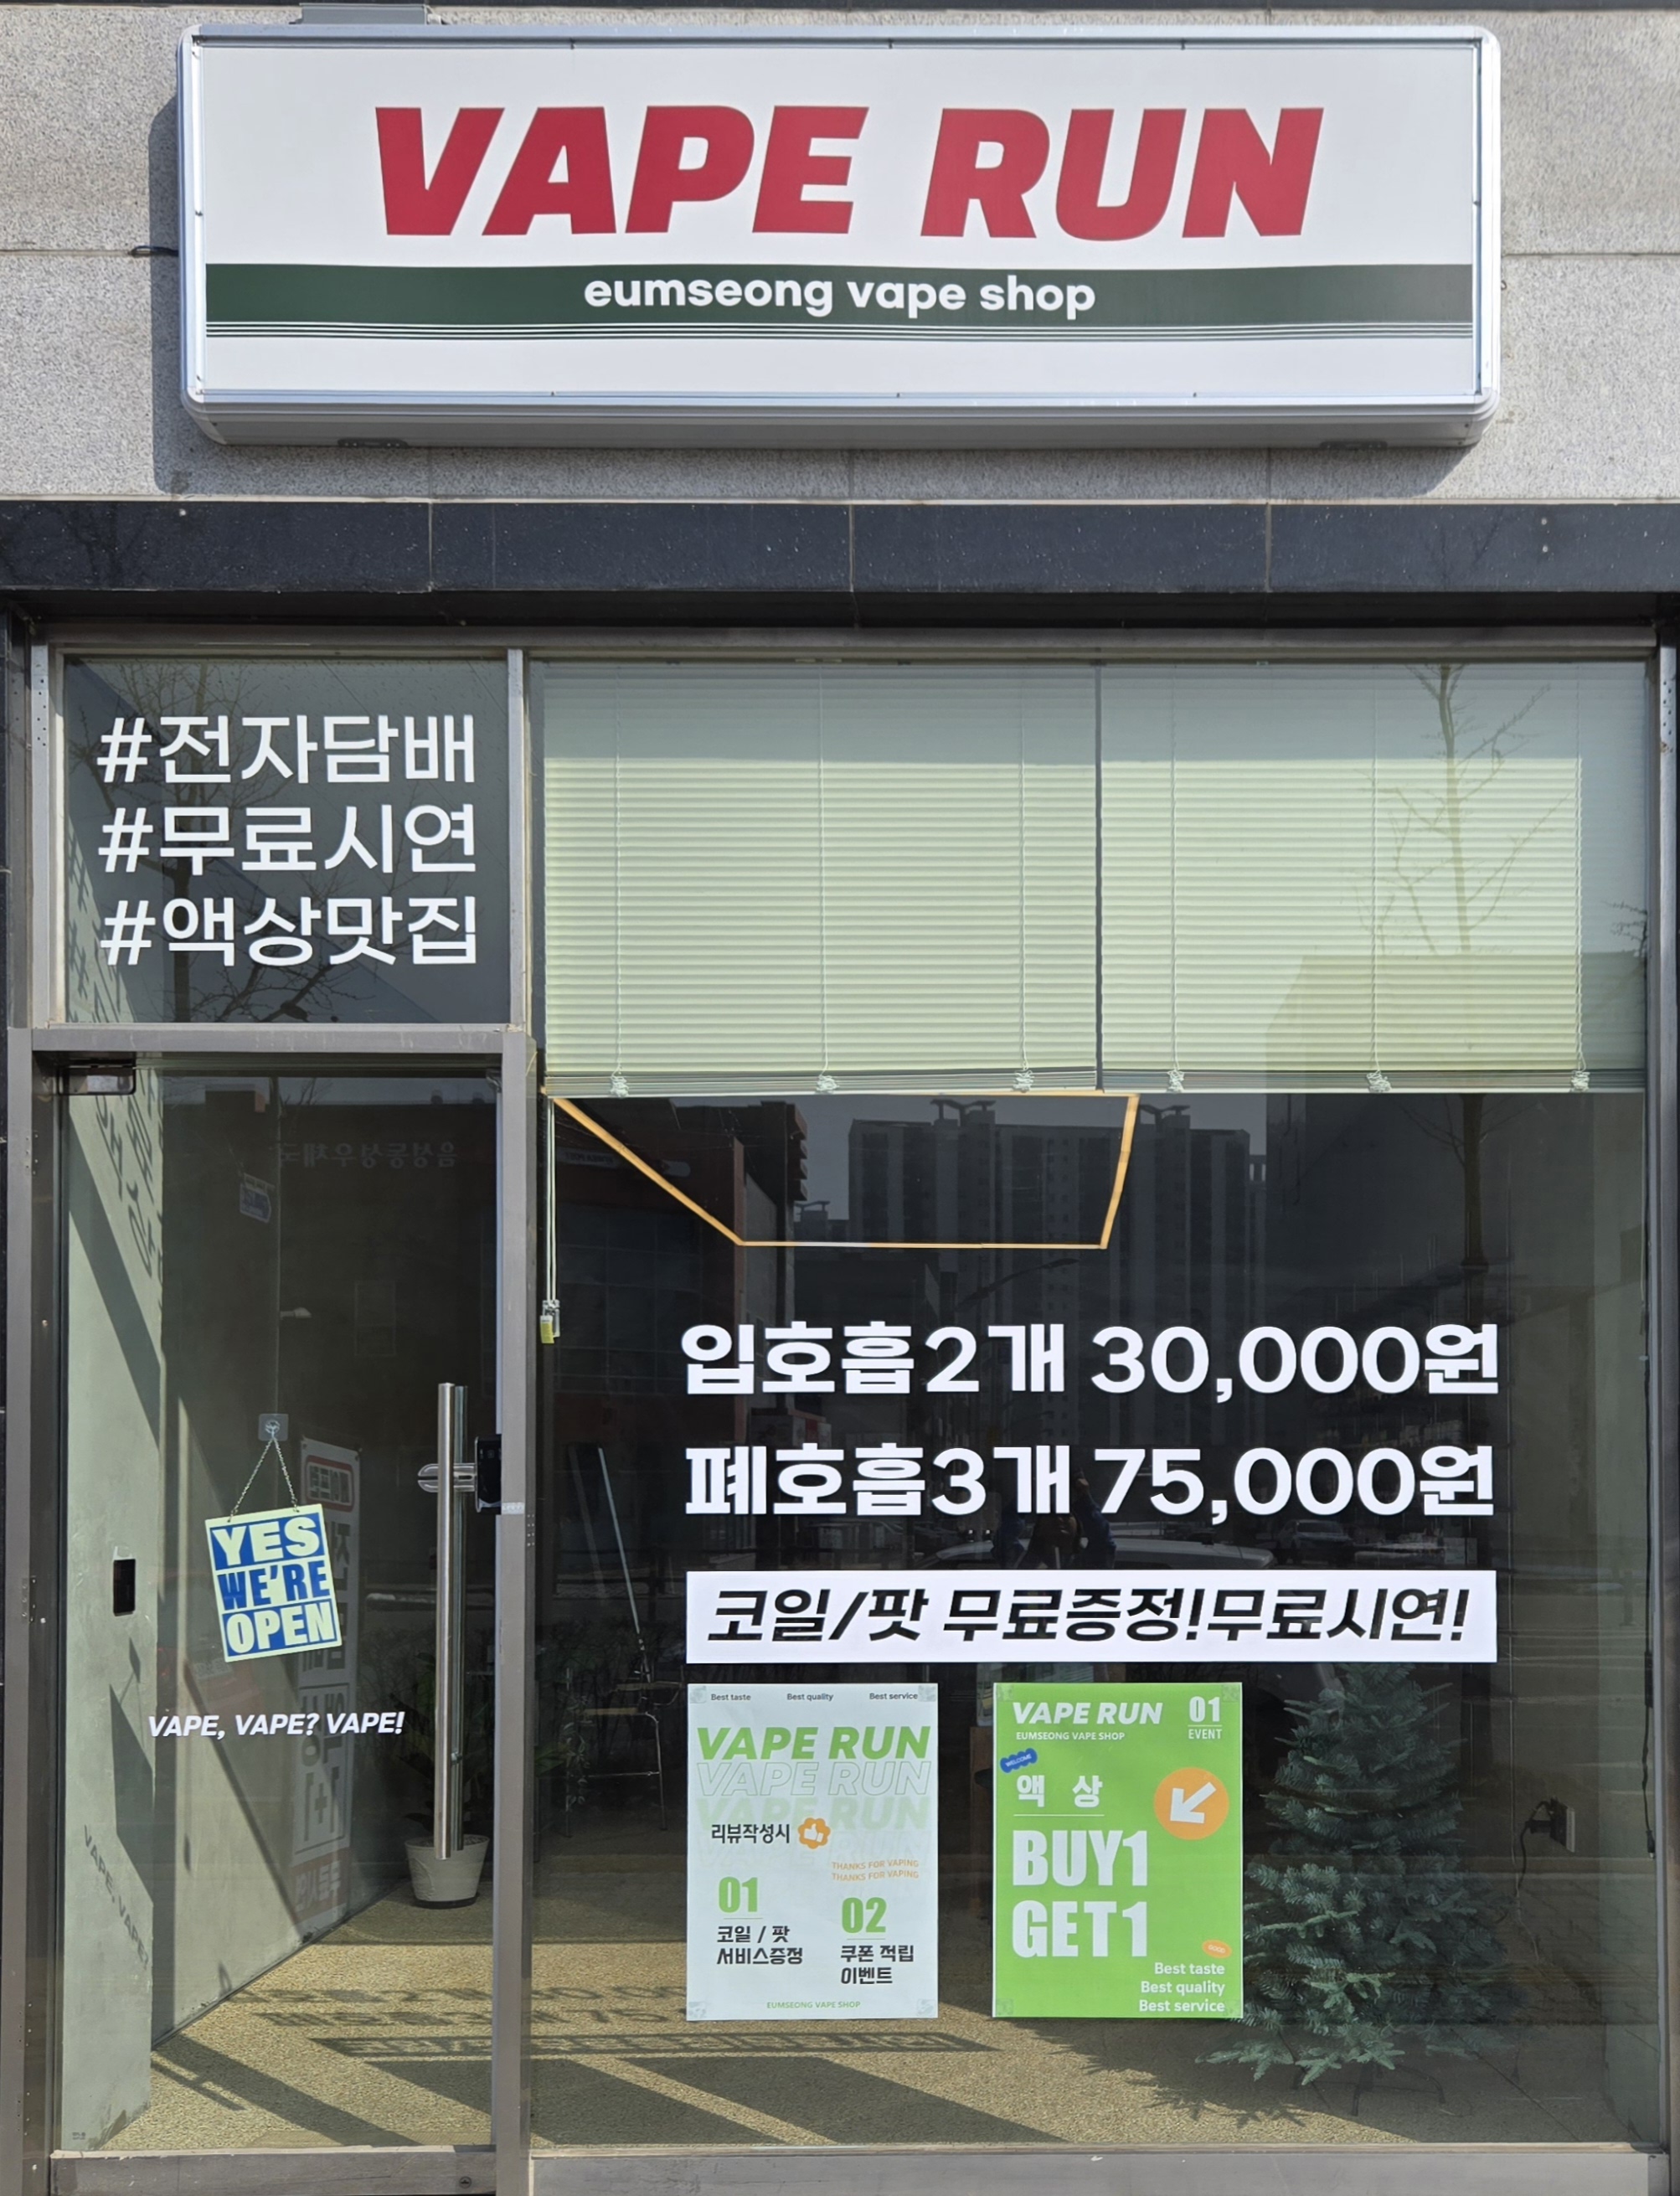 VAPE RUN
eumseong vape shop
#전자담배
#무료시연
#액상맛집
입호흡2개 30,000원
폐호흡3개 75,000원
코일/팟 무료증정!무료시연!
YES
WE'RE
OPEN
VAPE, VAPE? VAPE!
Best taste Best quality Best service
VAPE RUN
VAPE RUN
VAPE RUN
리뷰작성시
THANKS FOR VAPING
THANKS FOR VAPING
01
코일 / 팟
서비스증정
02
쿠폰 적립
이벤트
EUMSEONG VAPE SHOP
VAPE RUN 01
EUMSEONG VAPE SHOP EVENT
WELCOME
액 상
BUY1
GET1
GOOD
Best taste
Best quality
Best service